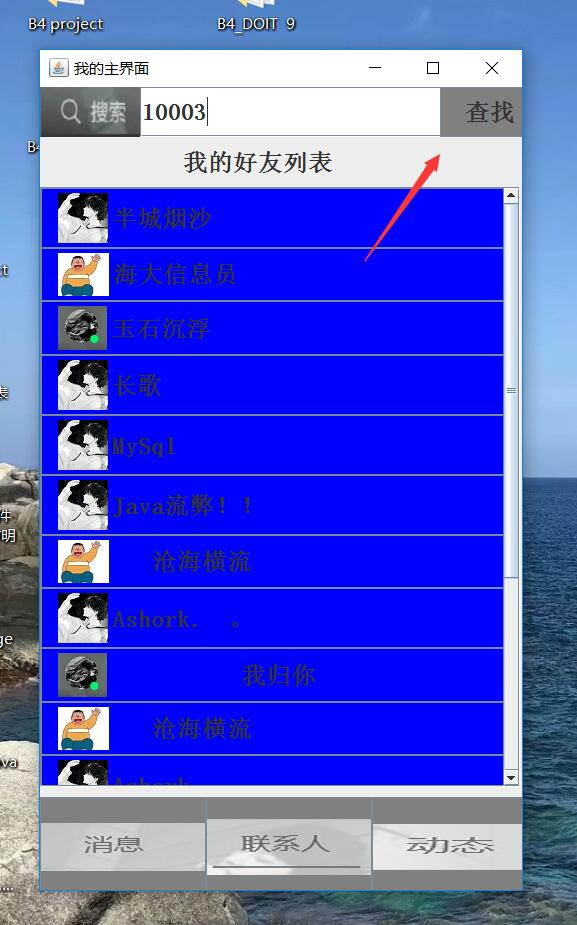 B4 project
B4_DOIT 9
我的主界面
搜索
10003
查找
我的好友列表
半城烟沙
海大信息员
玉石沉浮
长歌
MySql
Java流弊！！
沧海横流
Ashork. 。
我归你
沧海横流
Ashork
消息
联系人
动态